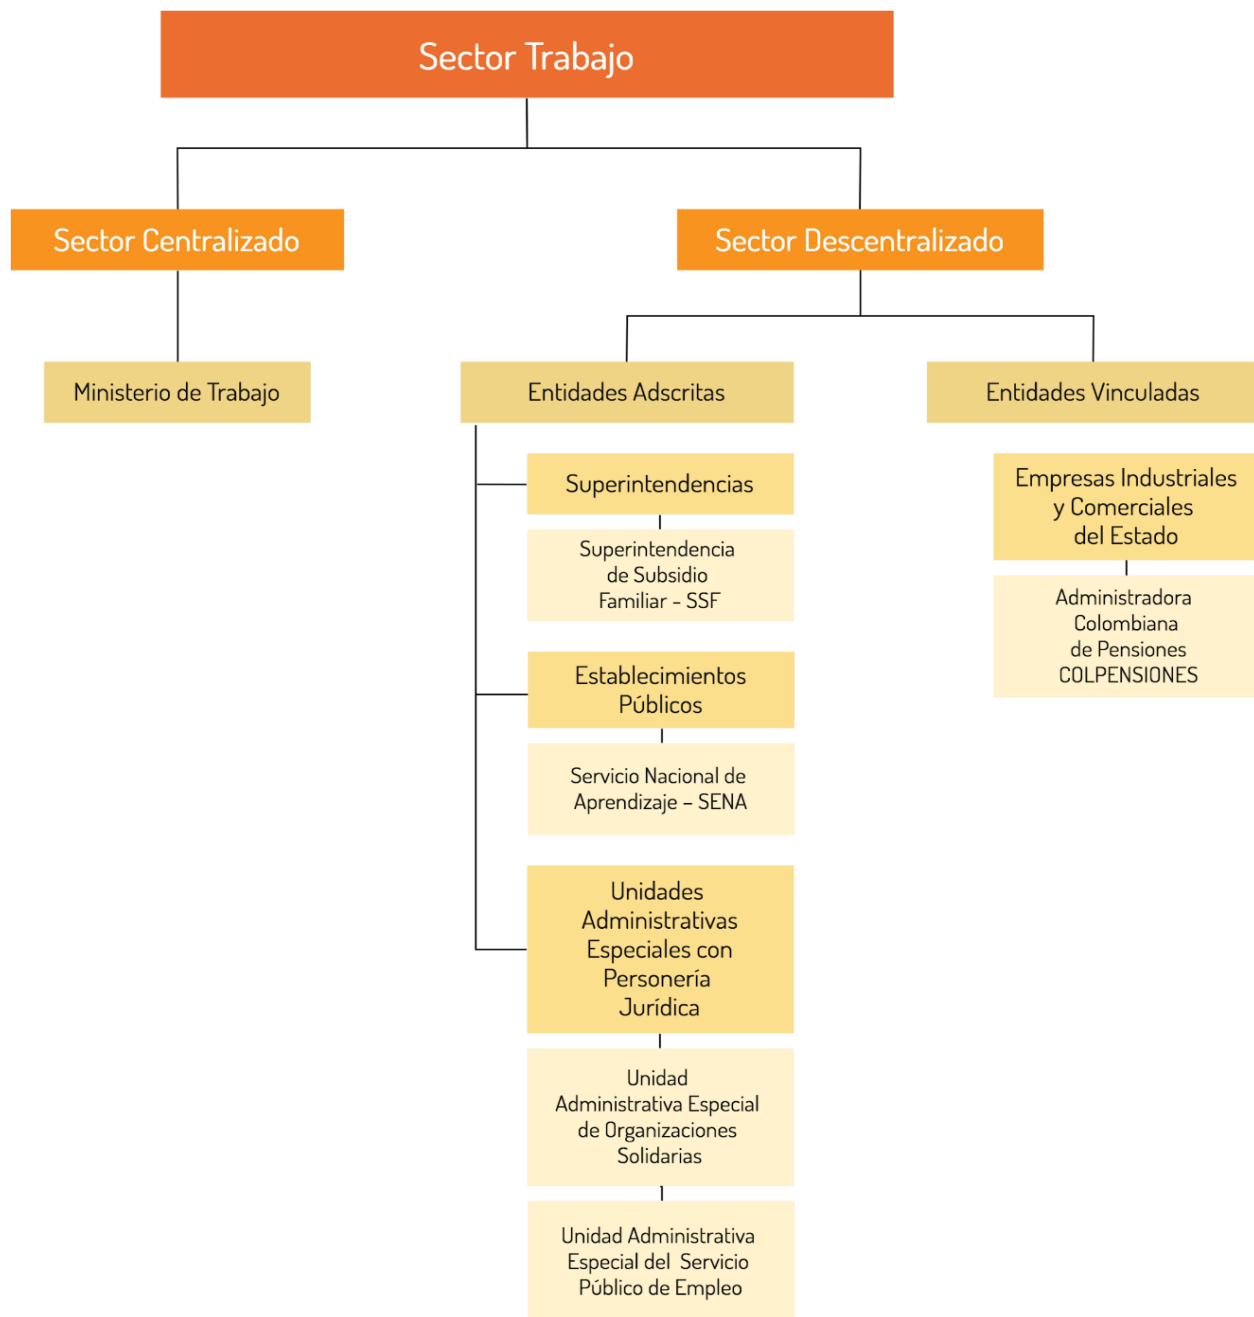 Sector Trabajo
Sector Centralizado
Sector Descentralizado
Ministerio de Trabajo
Entidades Adscritas
Entidades Vinculadas
Superintendencias
Superintendencia
de Subsidio
Familiar - SSF
Establecimientos
Públicos
Servicio Nacional de
Aprendizaje – SENA
Unidades
Administrativas
Especiales con
Personería
Jurídica
Unidad
Administrativa Especial
de Organizaciones
Solidarias
Unidad Administrativa
Especial del Servicio
Público de Empleo
Empresas Industriales
y Comerciales
del Estado
Administradora
Colombiana
de Pensiones
COLPENSIONES